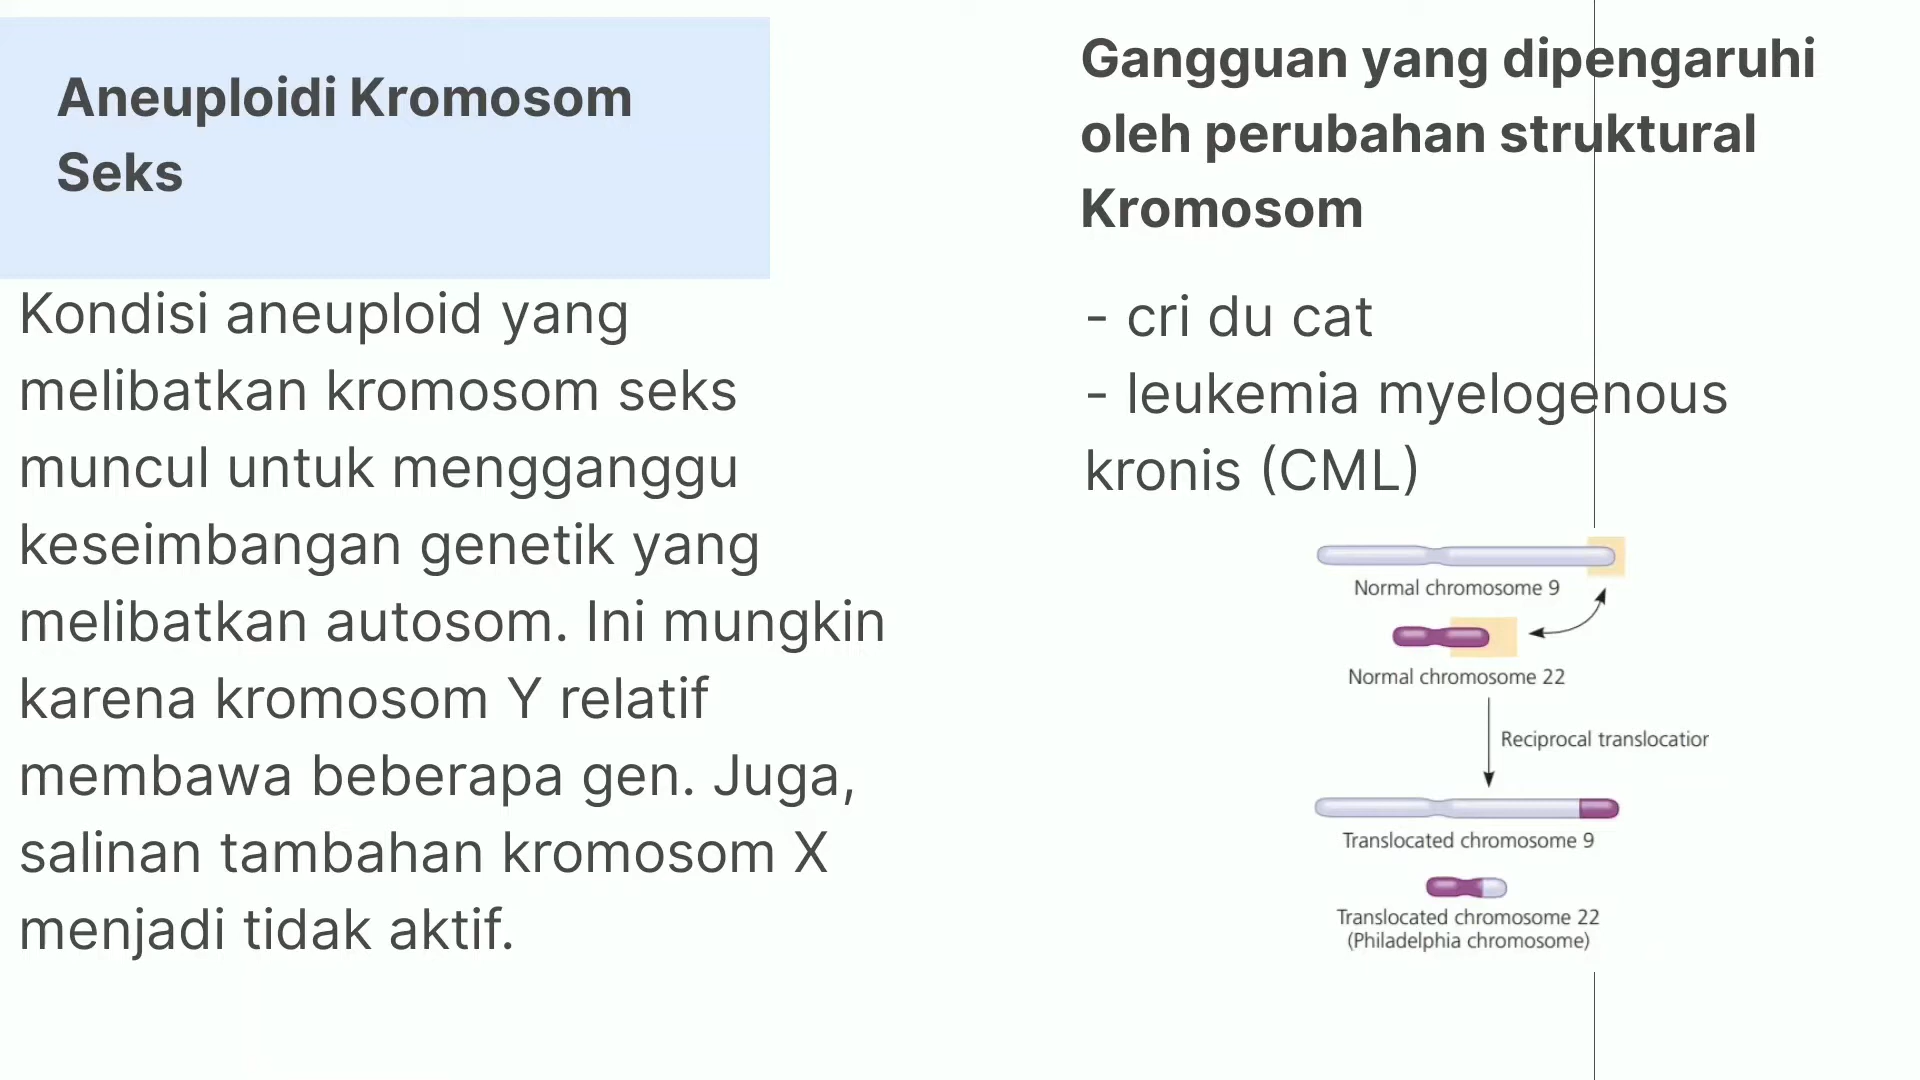 Aneuploidi Kromosom
Seks
Kondisi aneuploid yang
melibatkan kromosom seks
muncul untuk mengganggu
keseimbangan genetik yang
melibatkan autosom. Ini mungkin
karena kromosom Y relatif
membawa beberapa gen. Juga,
salinan tambahan kromosom X
menjadi tidak aktif.
Gangguan yang dipengaruhi
oleh perubahan struktural
Kromosom
- cri du cat
- leukemia myelogenous
kronis (CML)
Normal chromosome 9
Normal chromosome 22
Reciprocal translocatior
Translocated chromosome 9
Translocated chromosome 22
(Philadelphia chromosome)